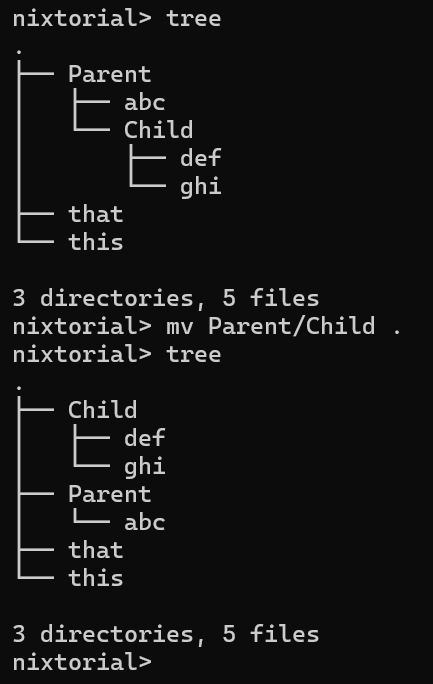 nixtorial> tree
.
├── Parent
│   ├── abc
│   └── Child
│       ├── def
│       └── ghi
├── that
└── this

3 directories, 5 files
nixtorial> mv Parent/Child .
nixtorial> tree
.
├── Child
│   ├── def
│   └── ghi
├── Parent
│   └── abc
├── that
└── this

3 directories, 5 files
nixtorial>